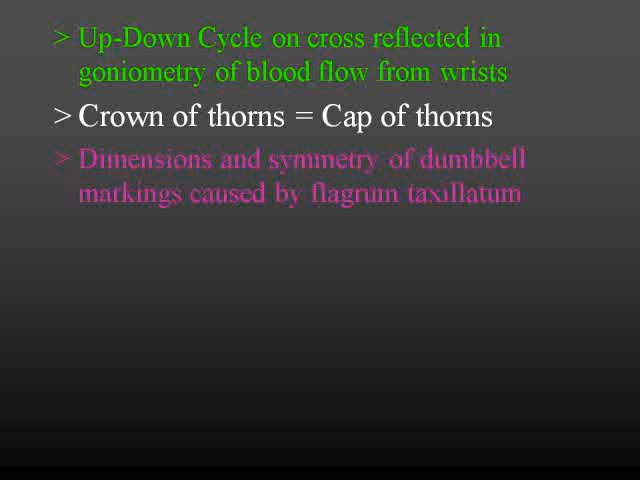 > Up-Down Cycle on cross reflected in
goniometry of blood flow from wrists
> Crown of thorns = Cap of thorns
> Dimensions and symmetry of dumbbell
markings caused by flagrum taxillatum